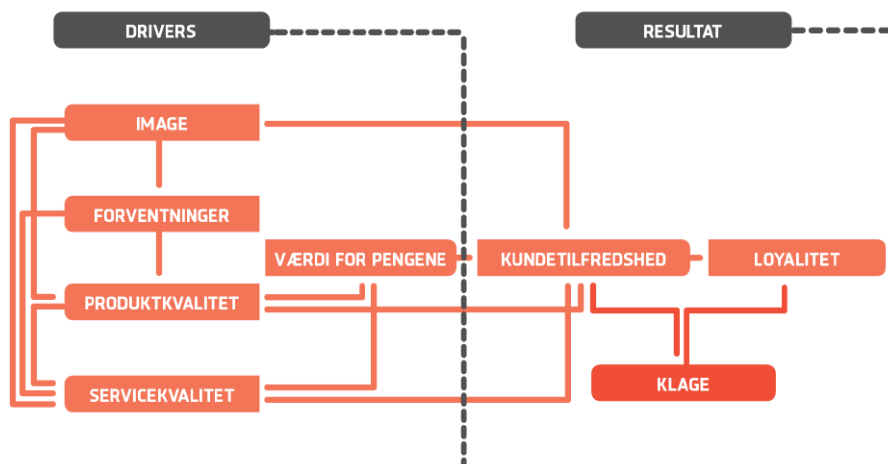 DRIVERS
RESULTAT
IMAGE
FORVENTNINGER
VÆRDI FOR PENGENE
KUNDETILFREDSHED
LOYALITET
PRODUKTKVALITET
SERVICEKVALITET
KLAGE